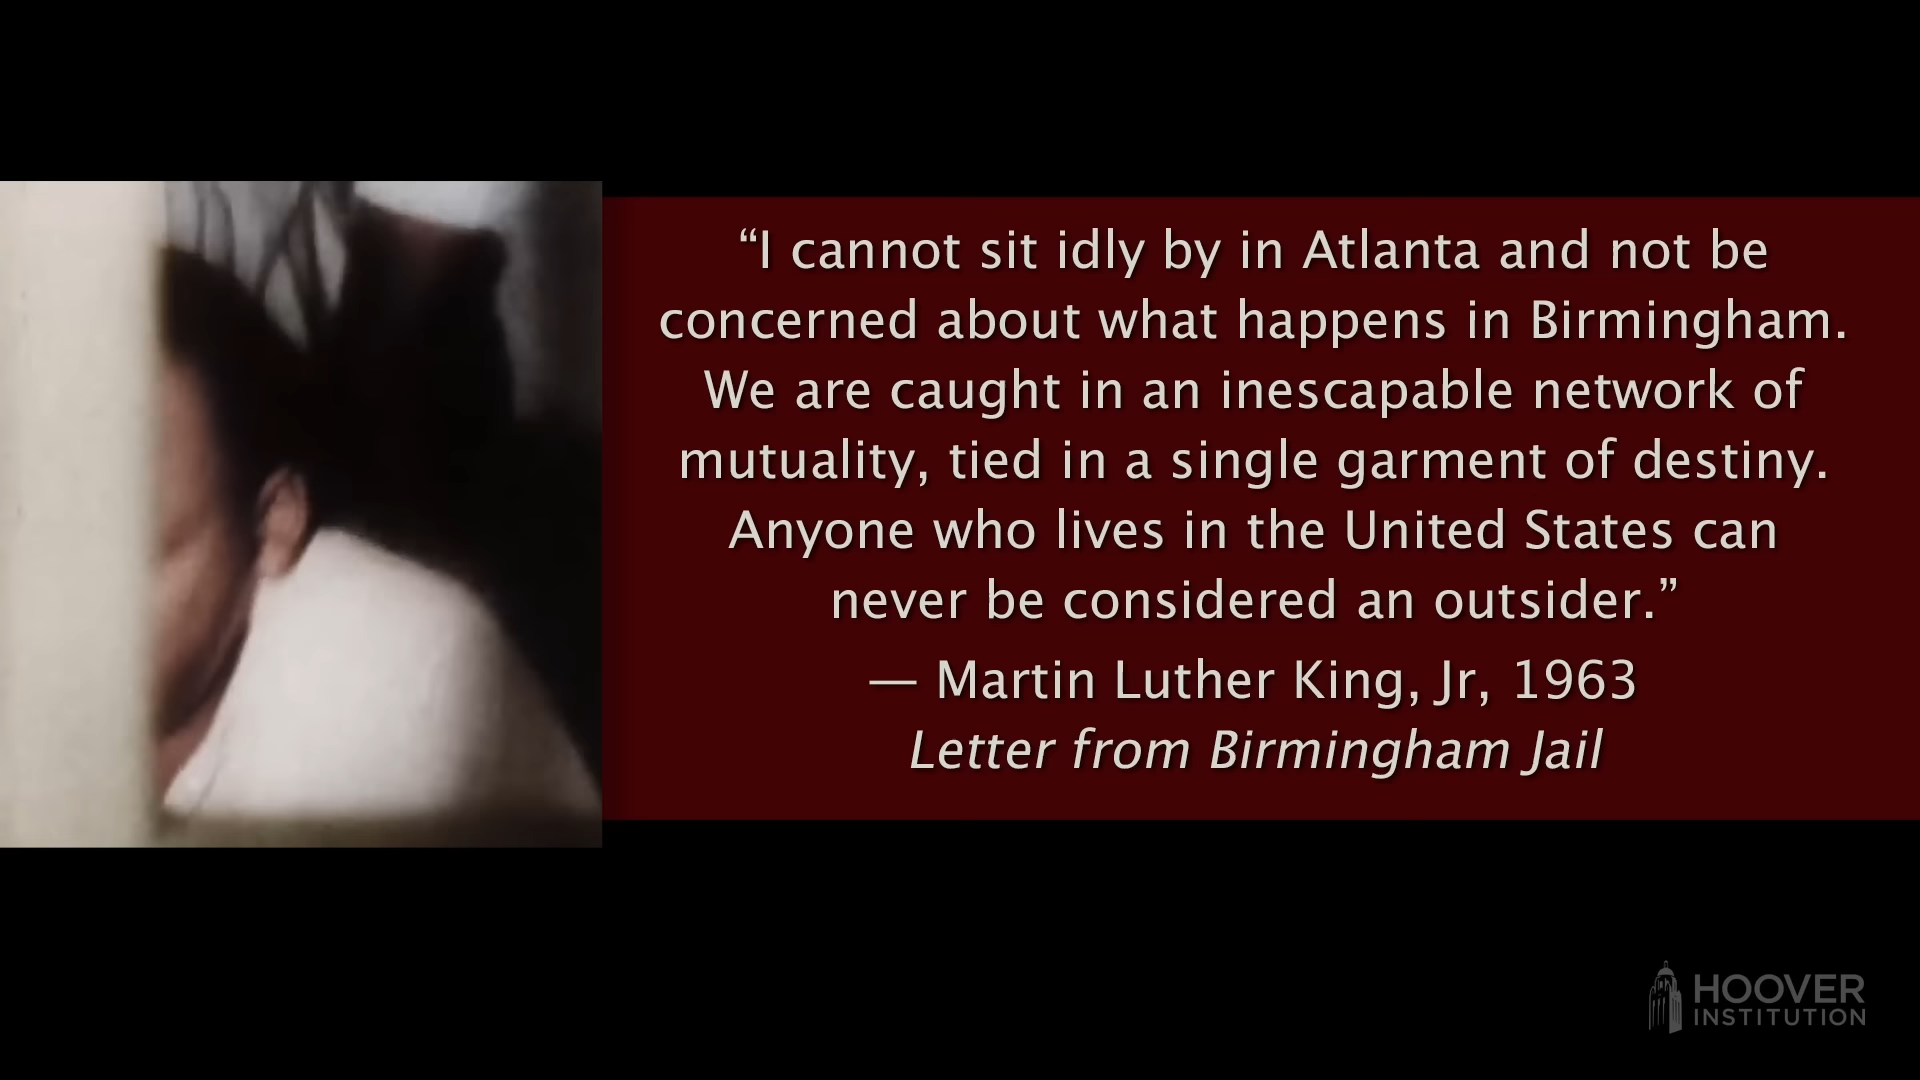 “I cannot sit idly by in Atlanta and not be
concerned about what happens in Birmingham.
We are caught in an inescapable network of
mutuality, tied in a single garment of destiny.
Anyone who lives in the United States can
never be considered an outsider.”
— Martin Luther King, Jr, 1963
Letter from Birmingham Jail
HOOVER
INSTITUTION